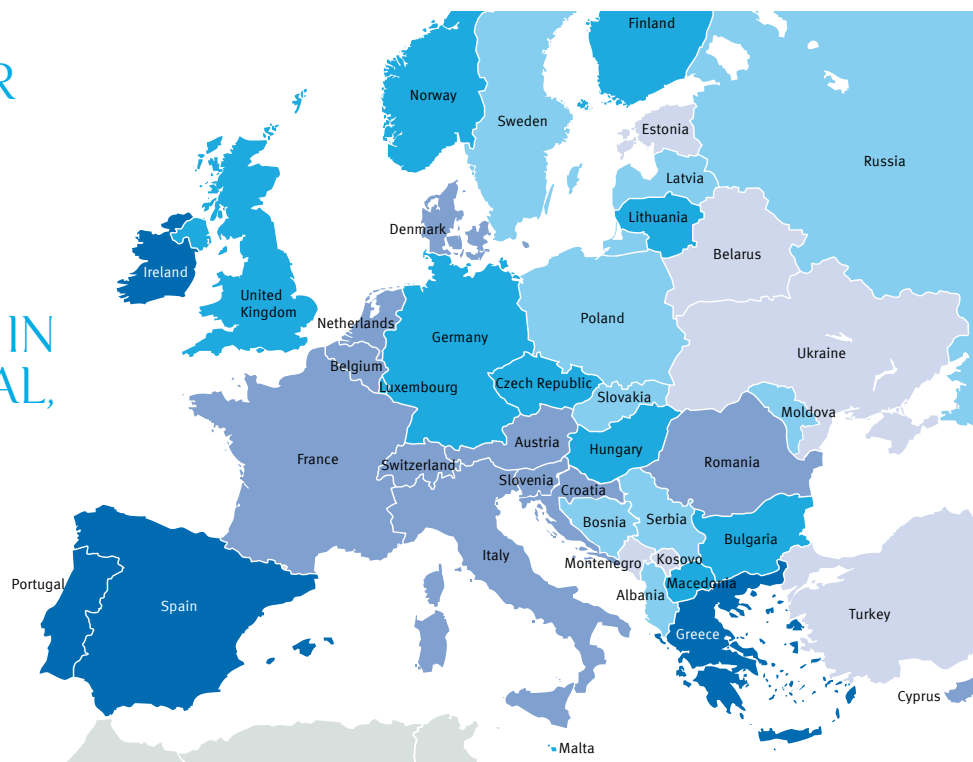 R
IN
AL,
Finland
Norway
Sweden
Estonia
Russia
Latvia
Lithuania
Denmark
Belarus
Ireland
United
Kingdom
Netherlands
Poland
Germany
Ukraine
Belgium
Luxembourg
Czech Republic
Slovakia
Moldova
Austria
Hungary
France
Switzerland
Romania
Slovenia
Croatia
Bosnia
Serbia
Bulgaria
Italy
Montenegro
Kosovo
Portugal
Macedonia
Albania
Spain
Turkey
Greece
Cyprus
Malta